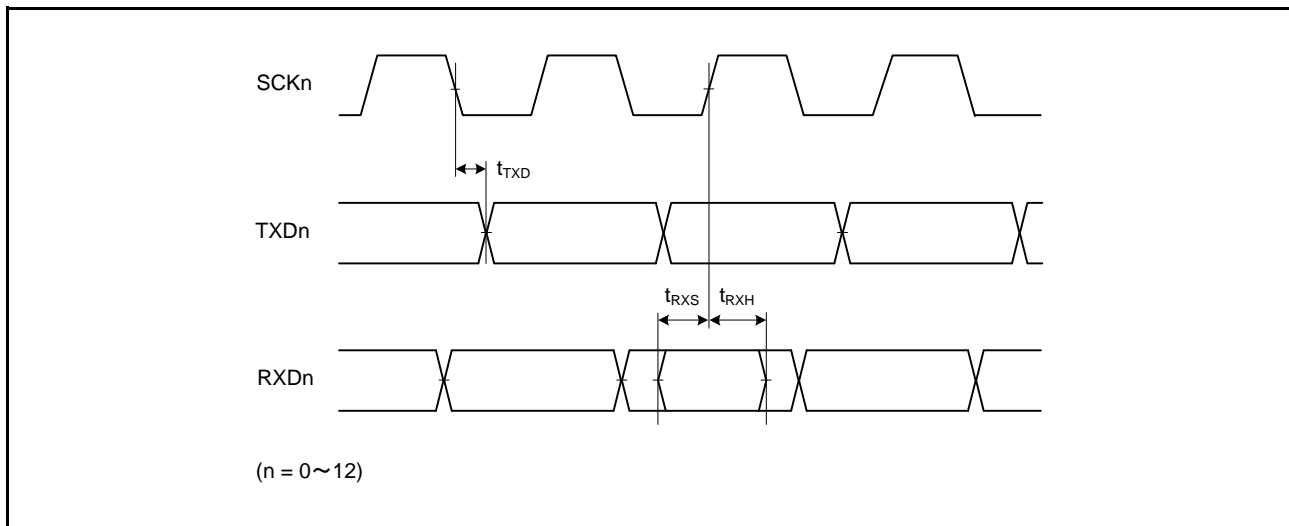 SCKn
tTXD
TXDn
tRXS tRXH
RXDn
(n = 0～12)